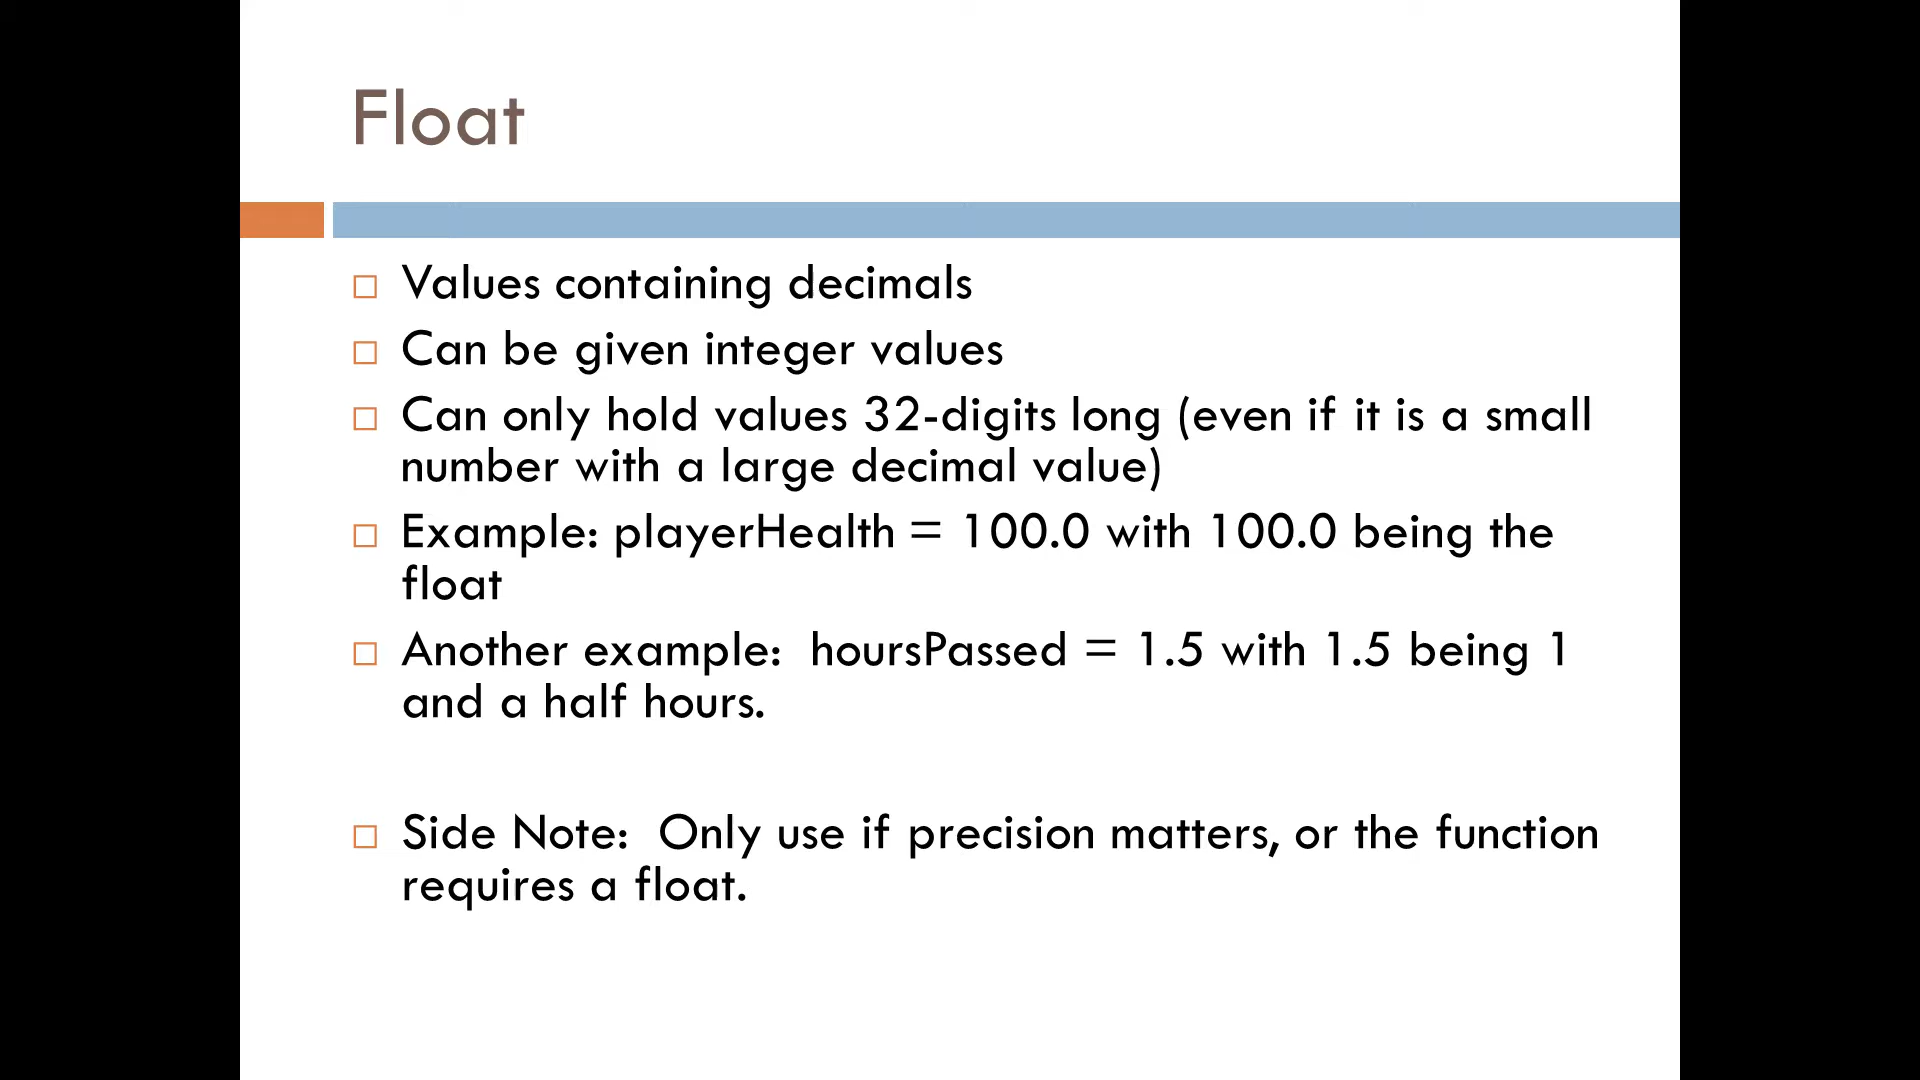 Float
Values containing decimals
Can be given integer values
Can only hold values 32-digits long (even if it is a small
number with a large decimal value)
Example: playerHealth = 100.0 with 100.0 being the
float
Another example:  hoursPassed = 1.5 with 1.5 being 1
and a half hours.
Side Note:  Only use if precision matters, or the function
requires a float.